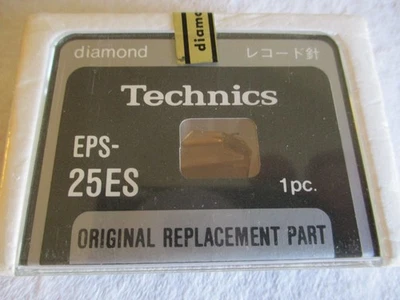 diamond
diamond レコード針
Technics
EPS-
25ES 1pc.
ORIGINAL REPLACEMENT PART